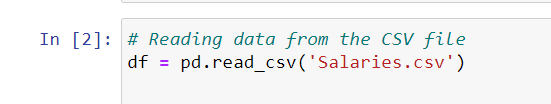 In [2]: # Reading data from the CSV file
df = pd.read_csv('Salaries.csv')